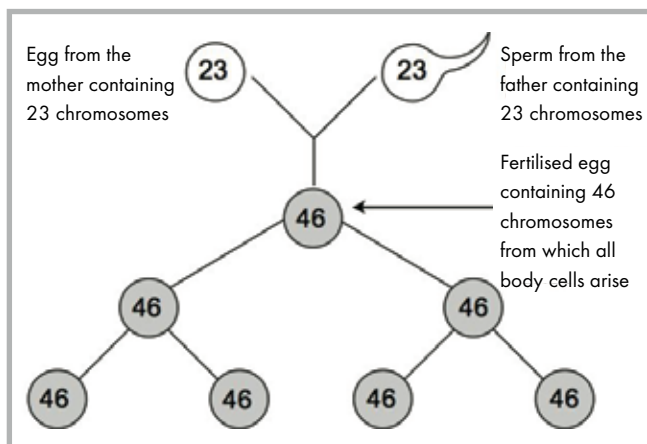 Egg from the
mother containing
23 chromosomes
23
23
Sperm from the
father containing
23 chromosomes
Fertilised egg
containing 46
chromosomes
from which all
body cells arise
46
46
46
46
46
46
46